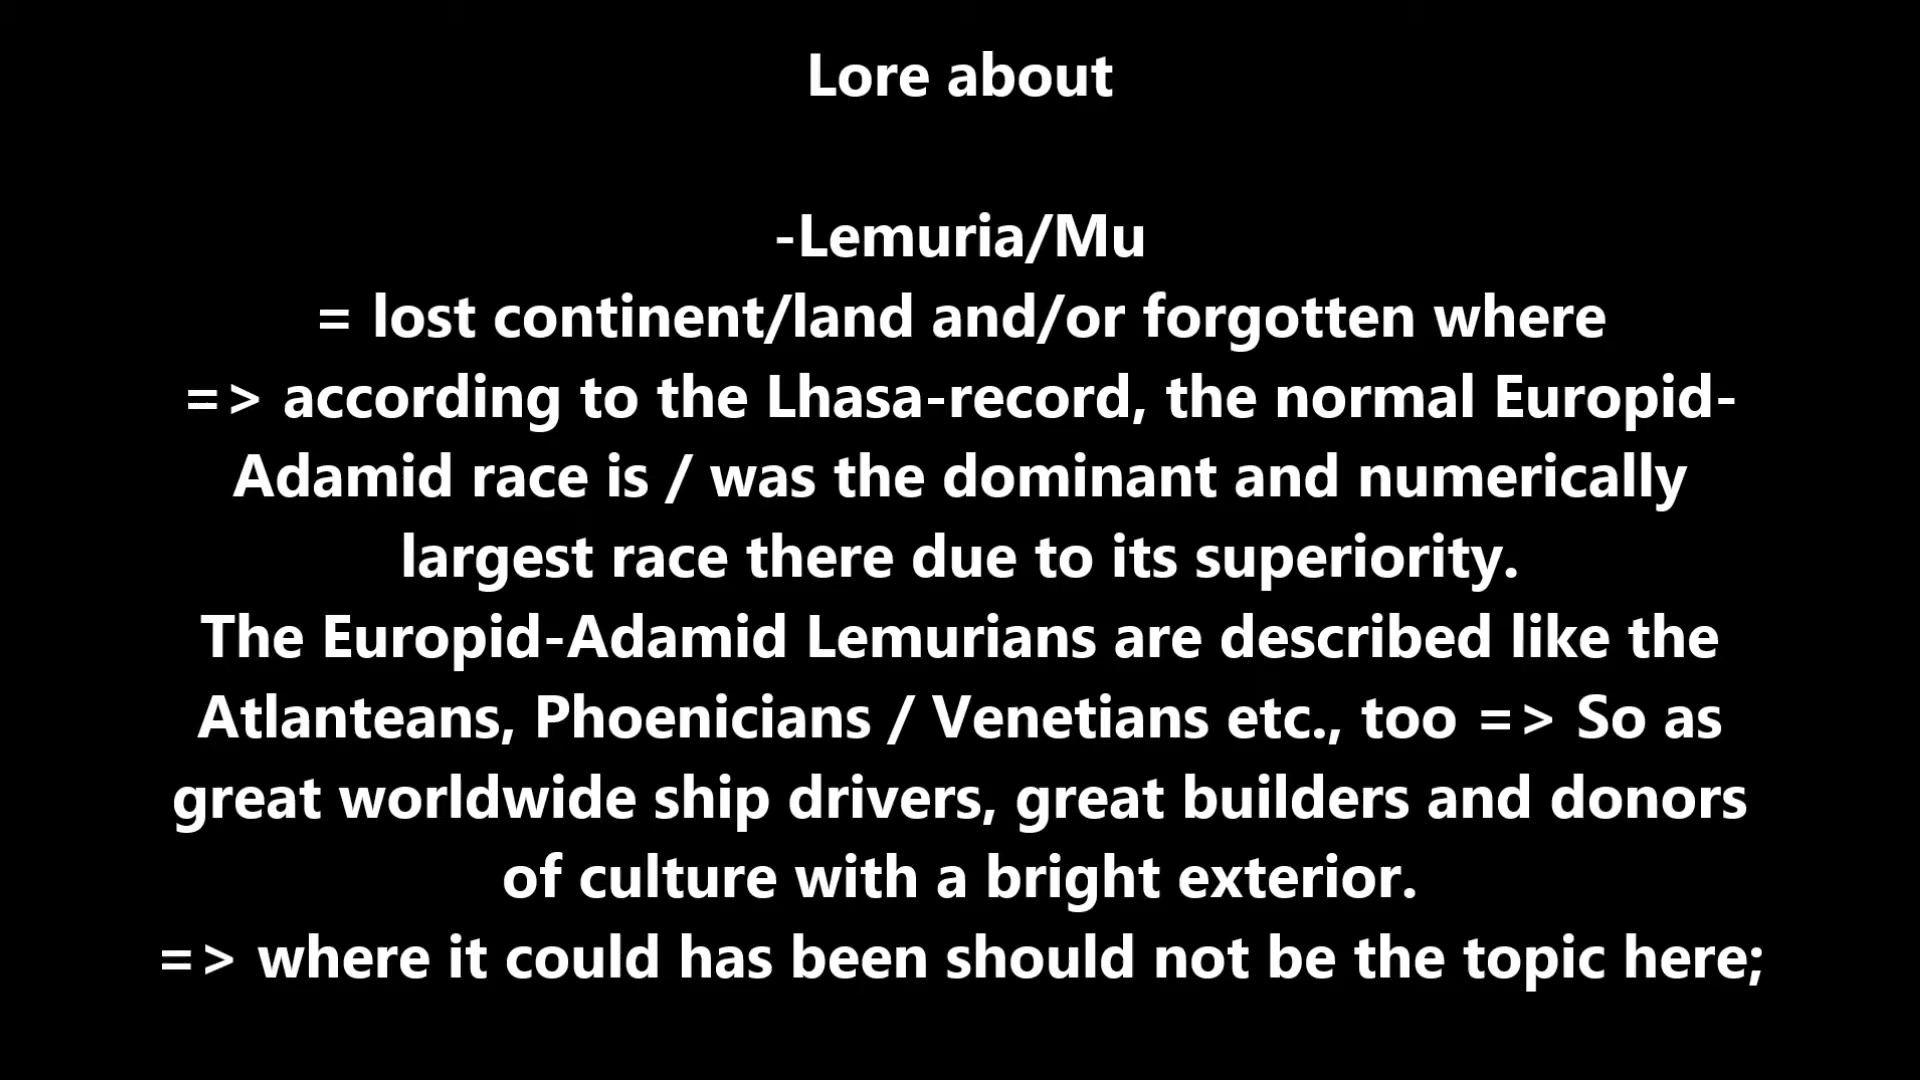 Lore about
-Lemuria/Mu
= lost continent/land and/or forgotten where
=> according to the Lhasa-record, the normal Europid-
Adamid race is / was the dominant and numerically
largest race there due to its superiority.
The Europid-Adamid Lemurians are described like the
Atlanteans, Phoenicians / Venetians etc., too => So as
great worldwide ship drivers, great builders and donors
of culture with a bright exterior.
=> where it could has been should not be the topic here;